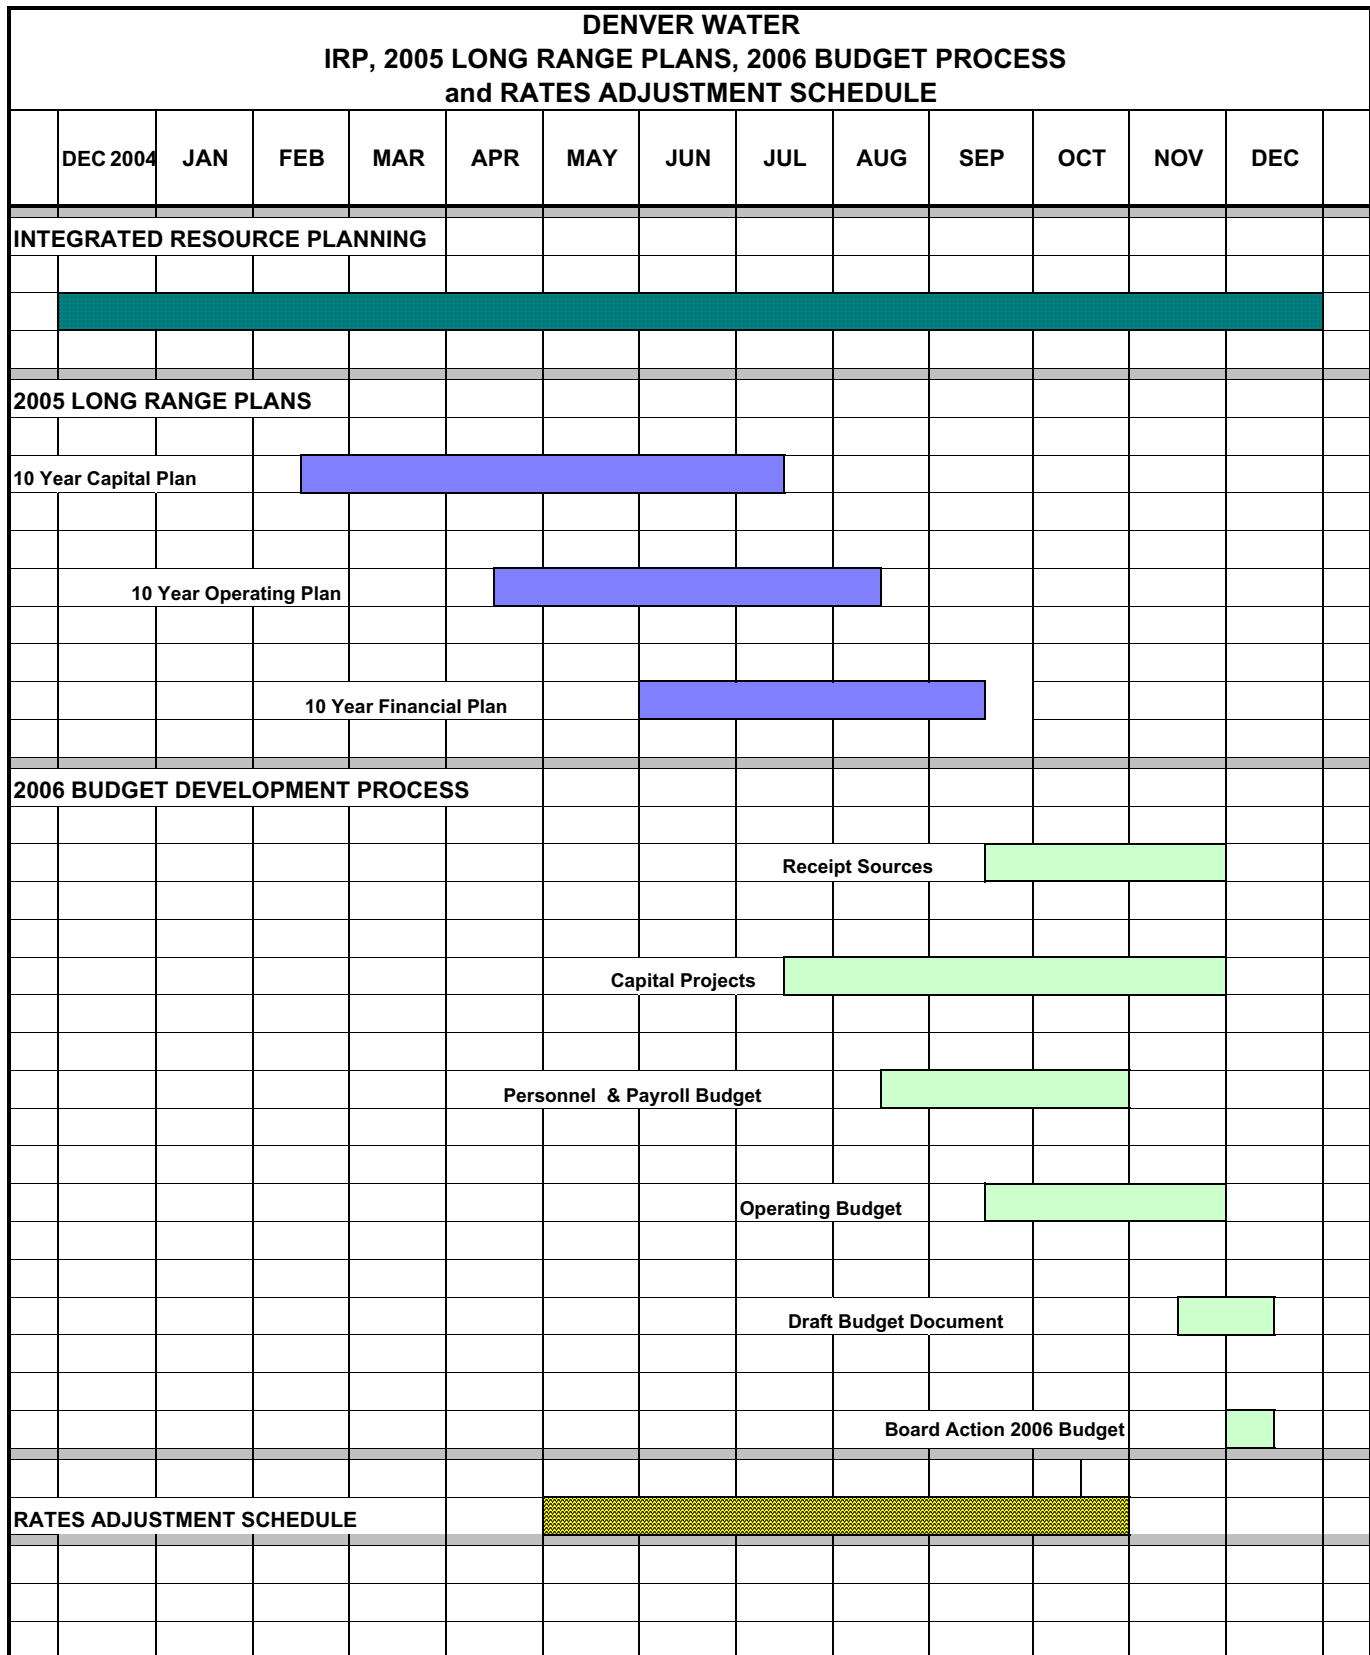 DENVER WATER
IRP, 2005 LONG RANGE PLANS, 2006 BUDGET PROCESS
and RATES ADJUSTMENT SCHEDULE
DEC 2004 JAN FEB MAR APR MAY JUN JUL AUG SEP OCT NOV DEC
INTEGRATED RESOURCE PLANNING
2005 LONG RANGE PLANS
10 Year Capital Plan
10 Year Operating Plan
10 Year Financial Plan
2006 BUDGET DEVELOPMENT PROCESS
Receipt Sources
Capital Projects
Personnel & Payroll Budget
Operating Budget
Draft Budget Document
Board Action 2006 Budget
RATES ADJUSTMENT SCHEDULE